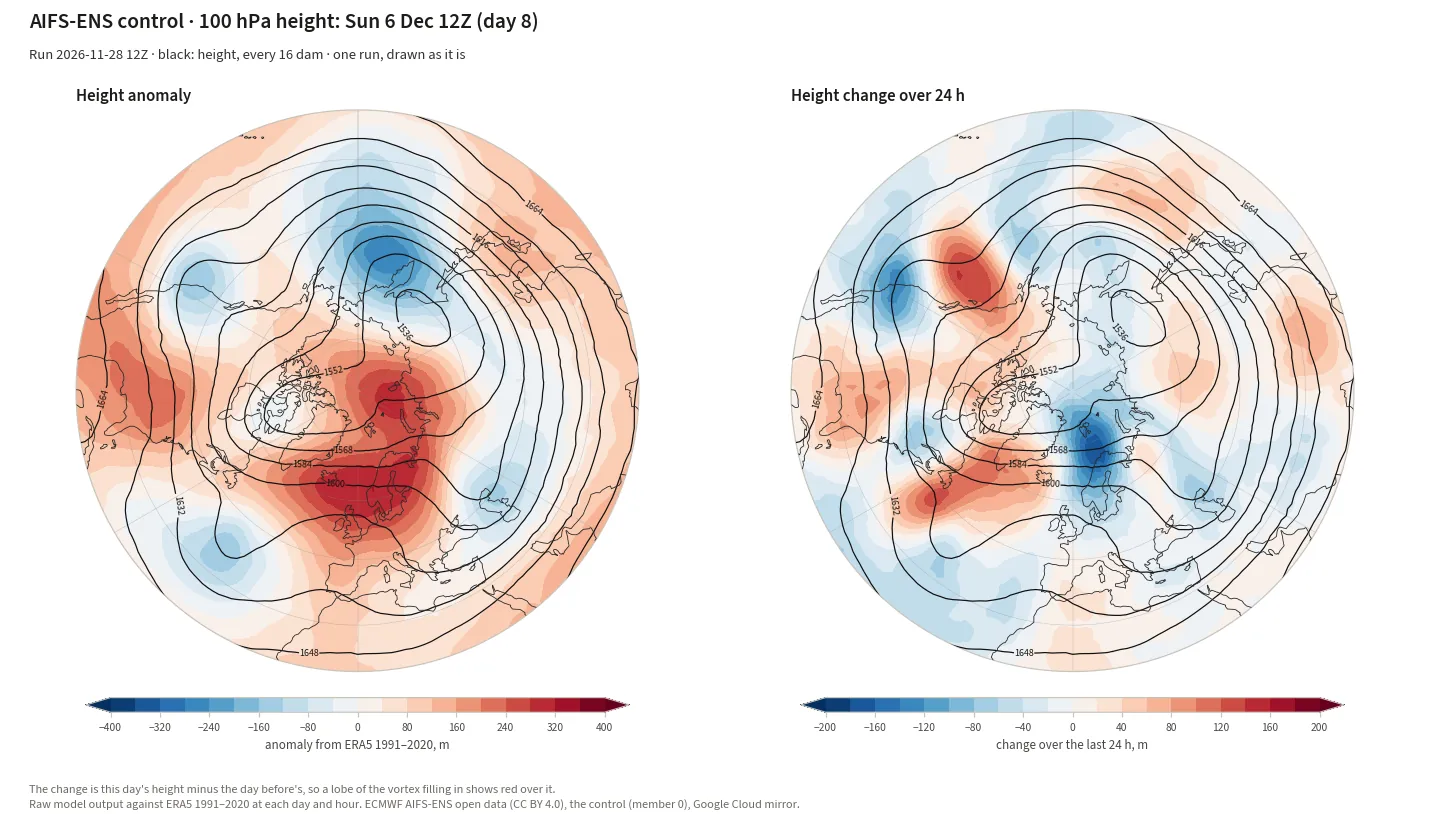 AIFS-ENS control · 100 hPa height: Sun 6 Dec 12Z (day 8)
Run 2026-11-28 12Z · black: height, every 16 dam · one run, drawn as it is
Height anomaly
Height change over 24 h
1664
1536
1552
1664
1568
1584
1600
1632
1648
1664
1536
1552
1664
1568
1584
1600
1632
1648
−400 −320 −240 −160 −80 0 80 160 240 320 400
anomaly from ERA5 1991–2020, m
−200 −160 −120 −80 −40 0 40 80 120 160 200
change over the last 24 h, m
The change is this day's height minus the day before's, so a lobe of the vortex filling in shows red over it.
Raw model output against ERA5 1991–2020 at each day and hour. ECMWF AIFS-ENS open data (CC BY 4.0), the control (member 0), Google Cloud mirror.